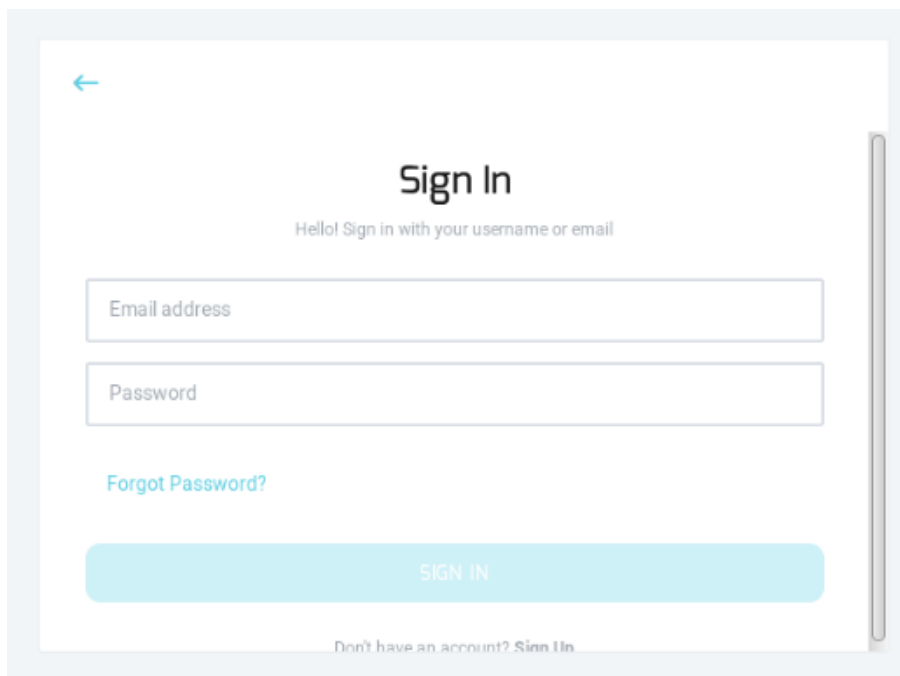 Sign In
Hello! Sign in with your username or email
Email address
Password
Forgot Password?
SIGN IN
Don't have an account? Sign Up